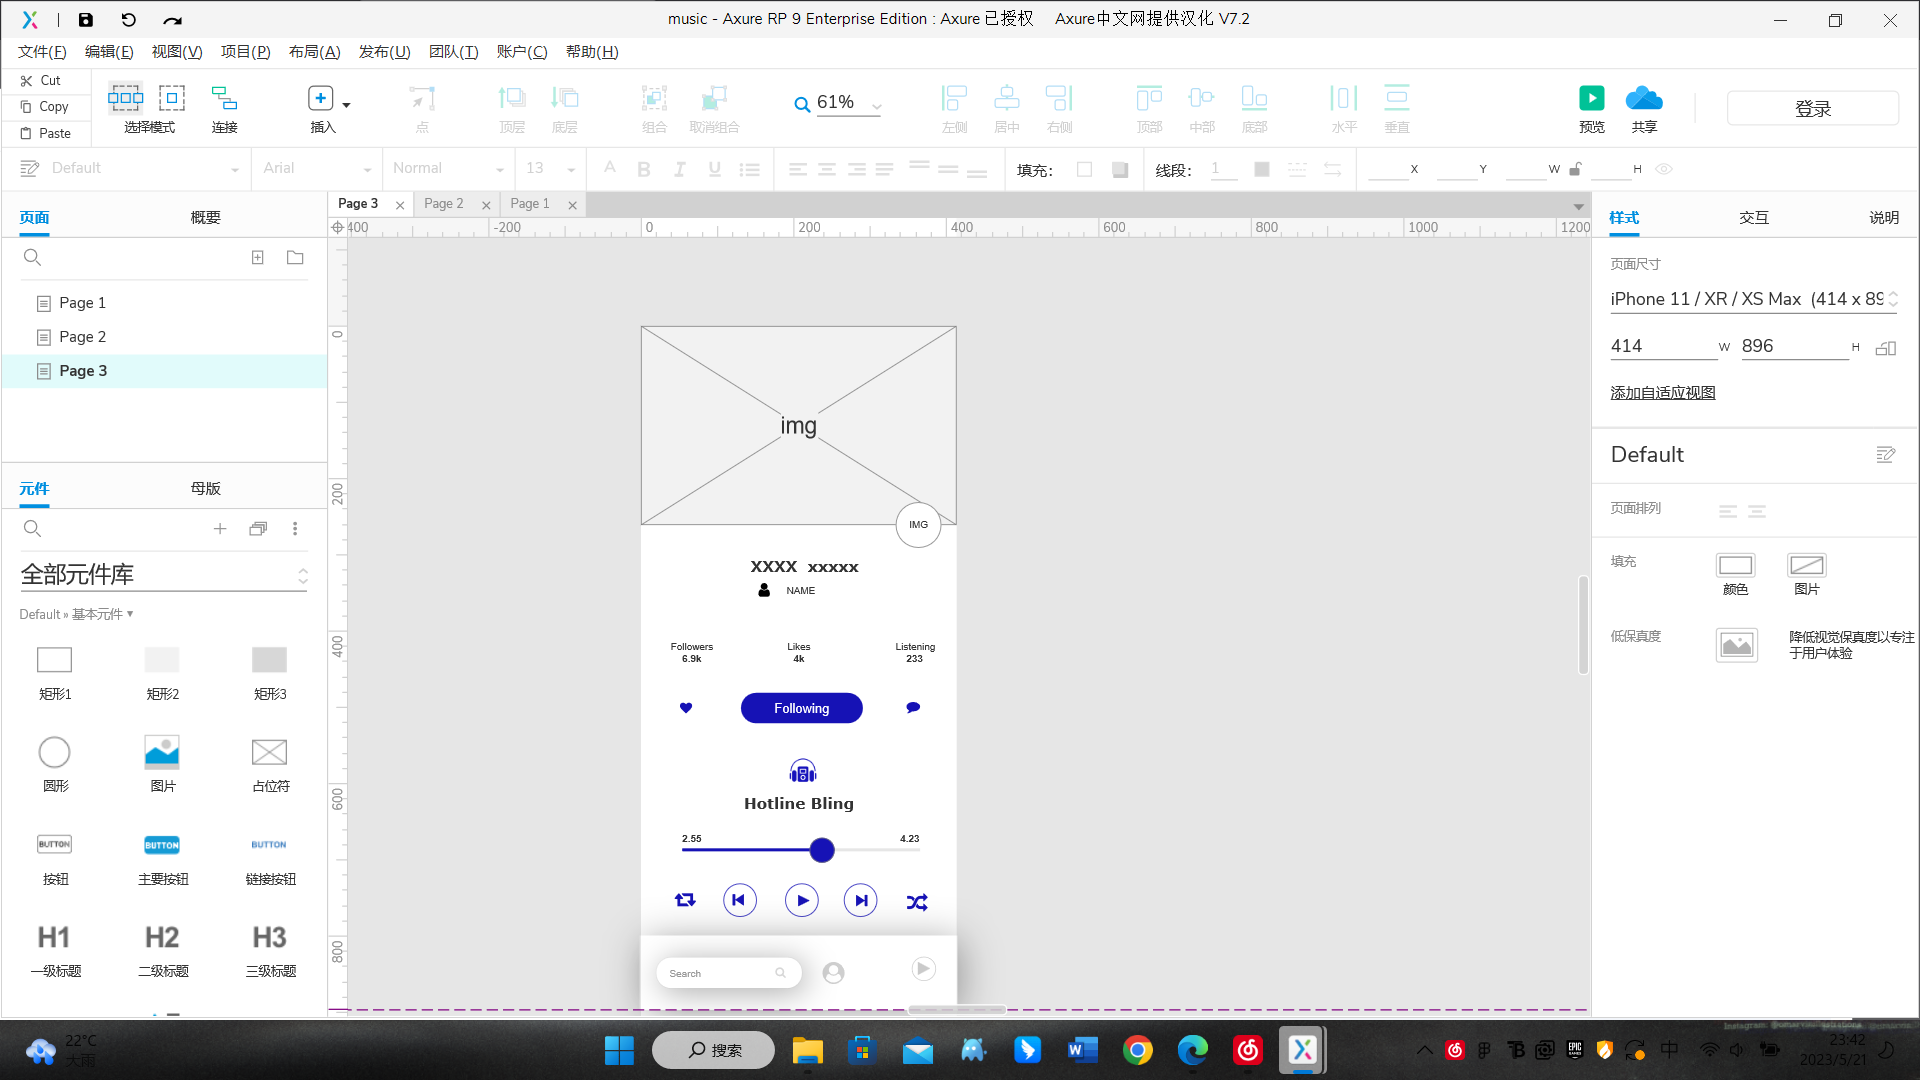 music - Axure RP 9 Enterprise Edition : Axure 已授权 Axure中文网提供汉化 V7.2
文件(F) 编辑(E) 视图(V) 项目(P) 布局(A) 发布(U) 团队(T) 账户(C) 帮助(H)
Cut
Copy
Paste
选择模式 连接 插入 点 顶层 底层 组合 取消组合 61% 左侧 居中 右侧 顶部 中部 底部 水平 垂直 预览 共享 登录
Default Arial Normal 13 填充: 线段: 1 X Y W H
页面 概要
Page 3 Page 2 Page 1
400 -200 0 200 400 600 800 1000 1200
Page 1
Page 2
Page 3
元件 母版
全部元件库
Default » 基本元件 ▾
矩形1 矩形2 矩形3
圆形 图片 占位符
BUTTON BUTTON BUTTON
按钮 主要按钮 链接按钮
H1 H2 H3
一级标题 二级标题 三级标题
0
200
400
600
800
img
IMG
XXXX xxxxx
NAME
Followers Likes Listening
6.9k 4k 233
Following
Hotline Bling
2.55 4.23
Search
样式 交互 说明
页面尺寸
iPhone 11 / XR / XS Max (414 x 89
414 W 896 H
添加自适应视图
Default
页面排列
填充
颜色 图片
低保真度
降低视觉保真度以专注
于用户体验
22°C
大雨
搜索
中
23:42
2023/5/21